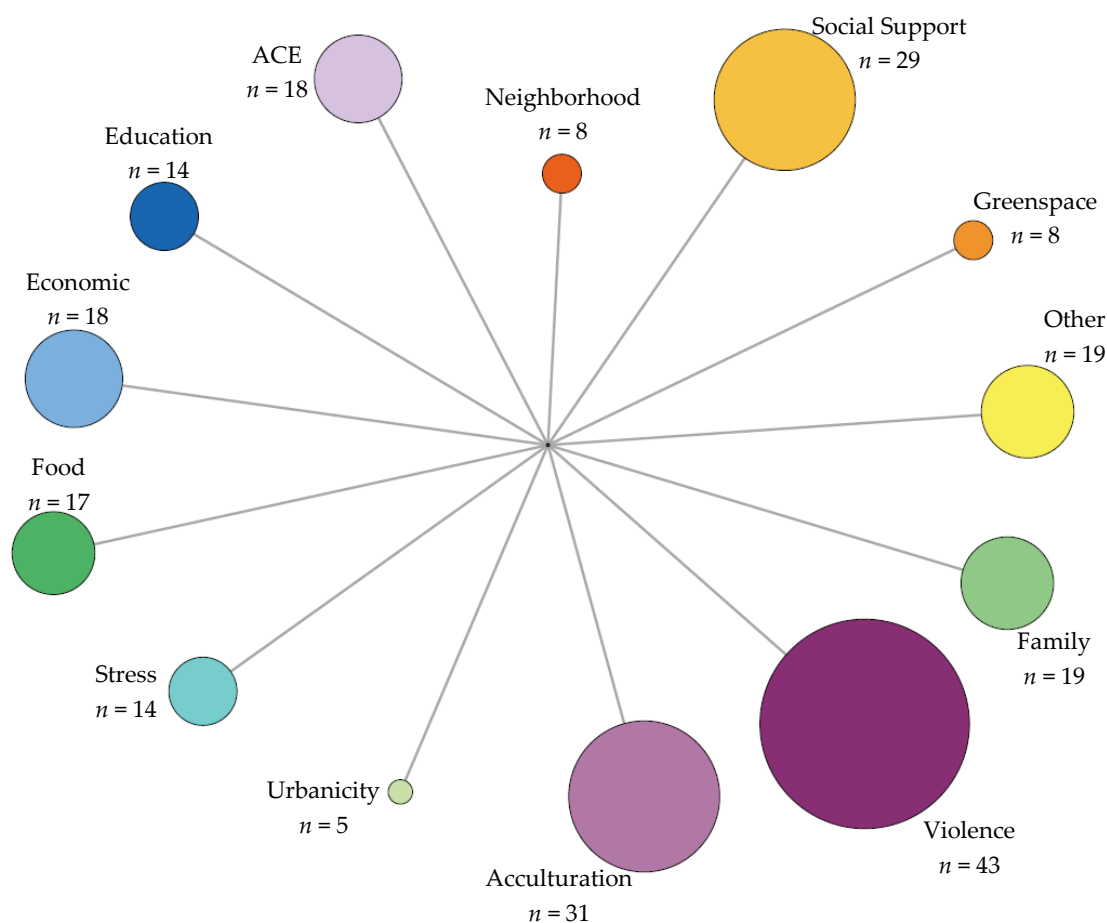 Social Support
n = 29
ACE
n = 18
Neighborhood
n = 8
Education
n = 14
Greenspace
n = 8
Economic
n = 18
Other
n = 19
Food
n = 17
Family
n = 19
Stress
n = 14
Urbanicity
n = 5
Violence
n = 43
Acculturation
n = 31